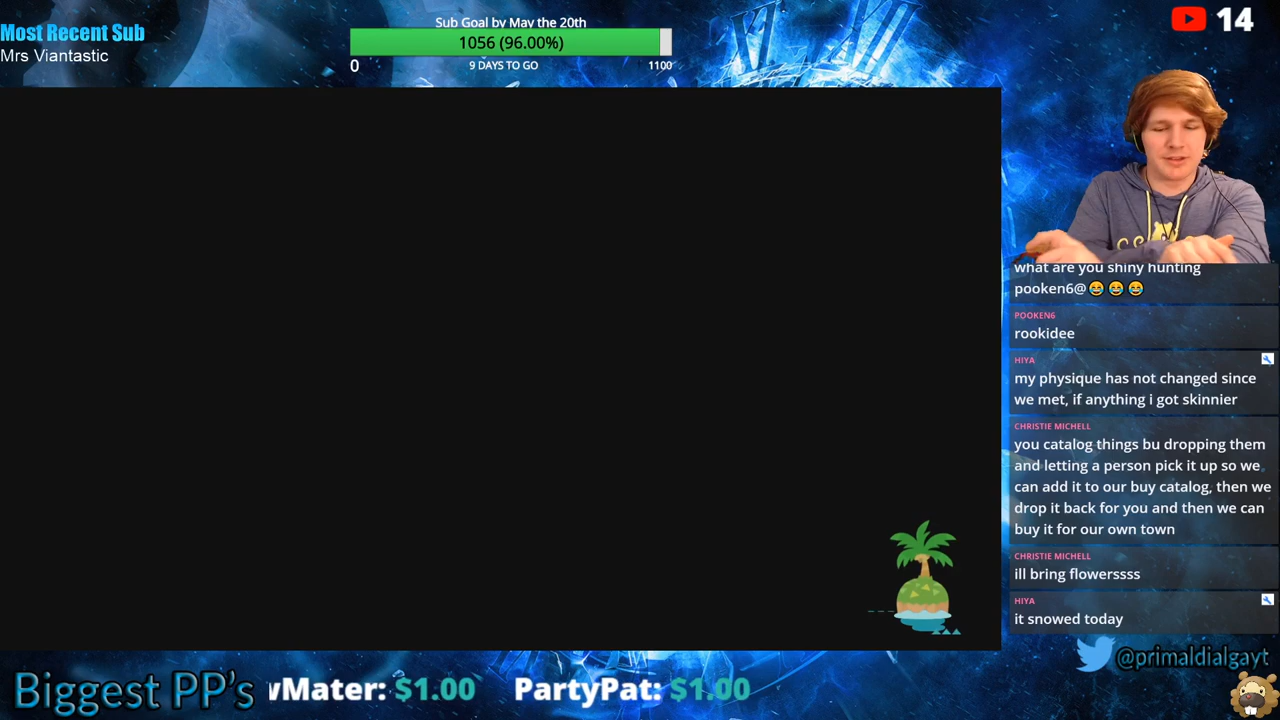 Most Recent Sub
Mrs Viantastic
Sub Goal by May the 20th
1056 (96.00%)
0
9 DAYS TO GO
1100
14
what are you shiny hunting
pooken6@😂 😂 😂
POOKEN6
rookidee
HIYA
my physique has not changed since
we met, if anything i got skinnier
CHRISTIE MICHELL
you catalog things bu dropping them
and letting a person pick it up so we
can add it to our buy catalog, then we
drop it back for you and then we can
buy it for our own town
CHRISTIE MICHELL
ill bring flowerssss
HIYA
it snowed today
@primaldialgayt
Biggest PP's
wMater: $1.00 PartyPat: $1.00